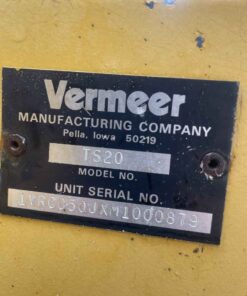 Vermeer
MANUFACTURING COMPANY
Pella, Iowa 50219
TS20
MODEL NO.
UNIT SERIAL NO.
1VRC050JXM1000879